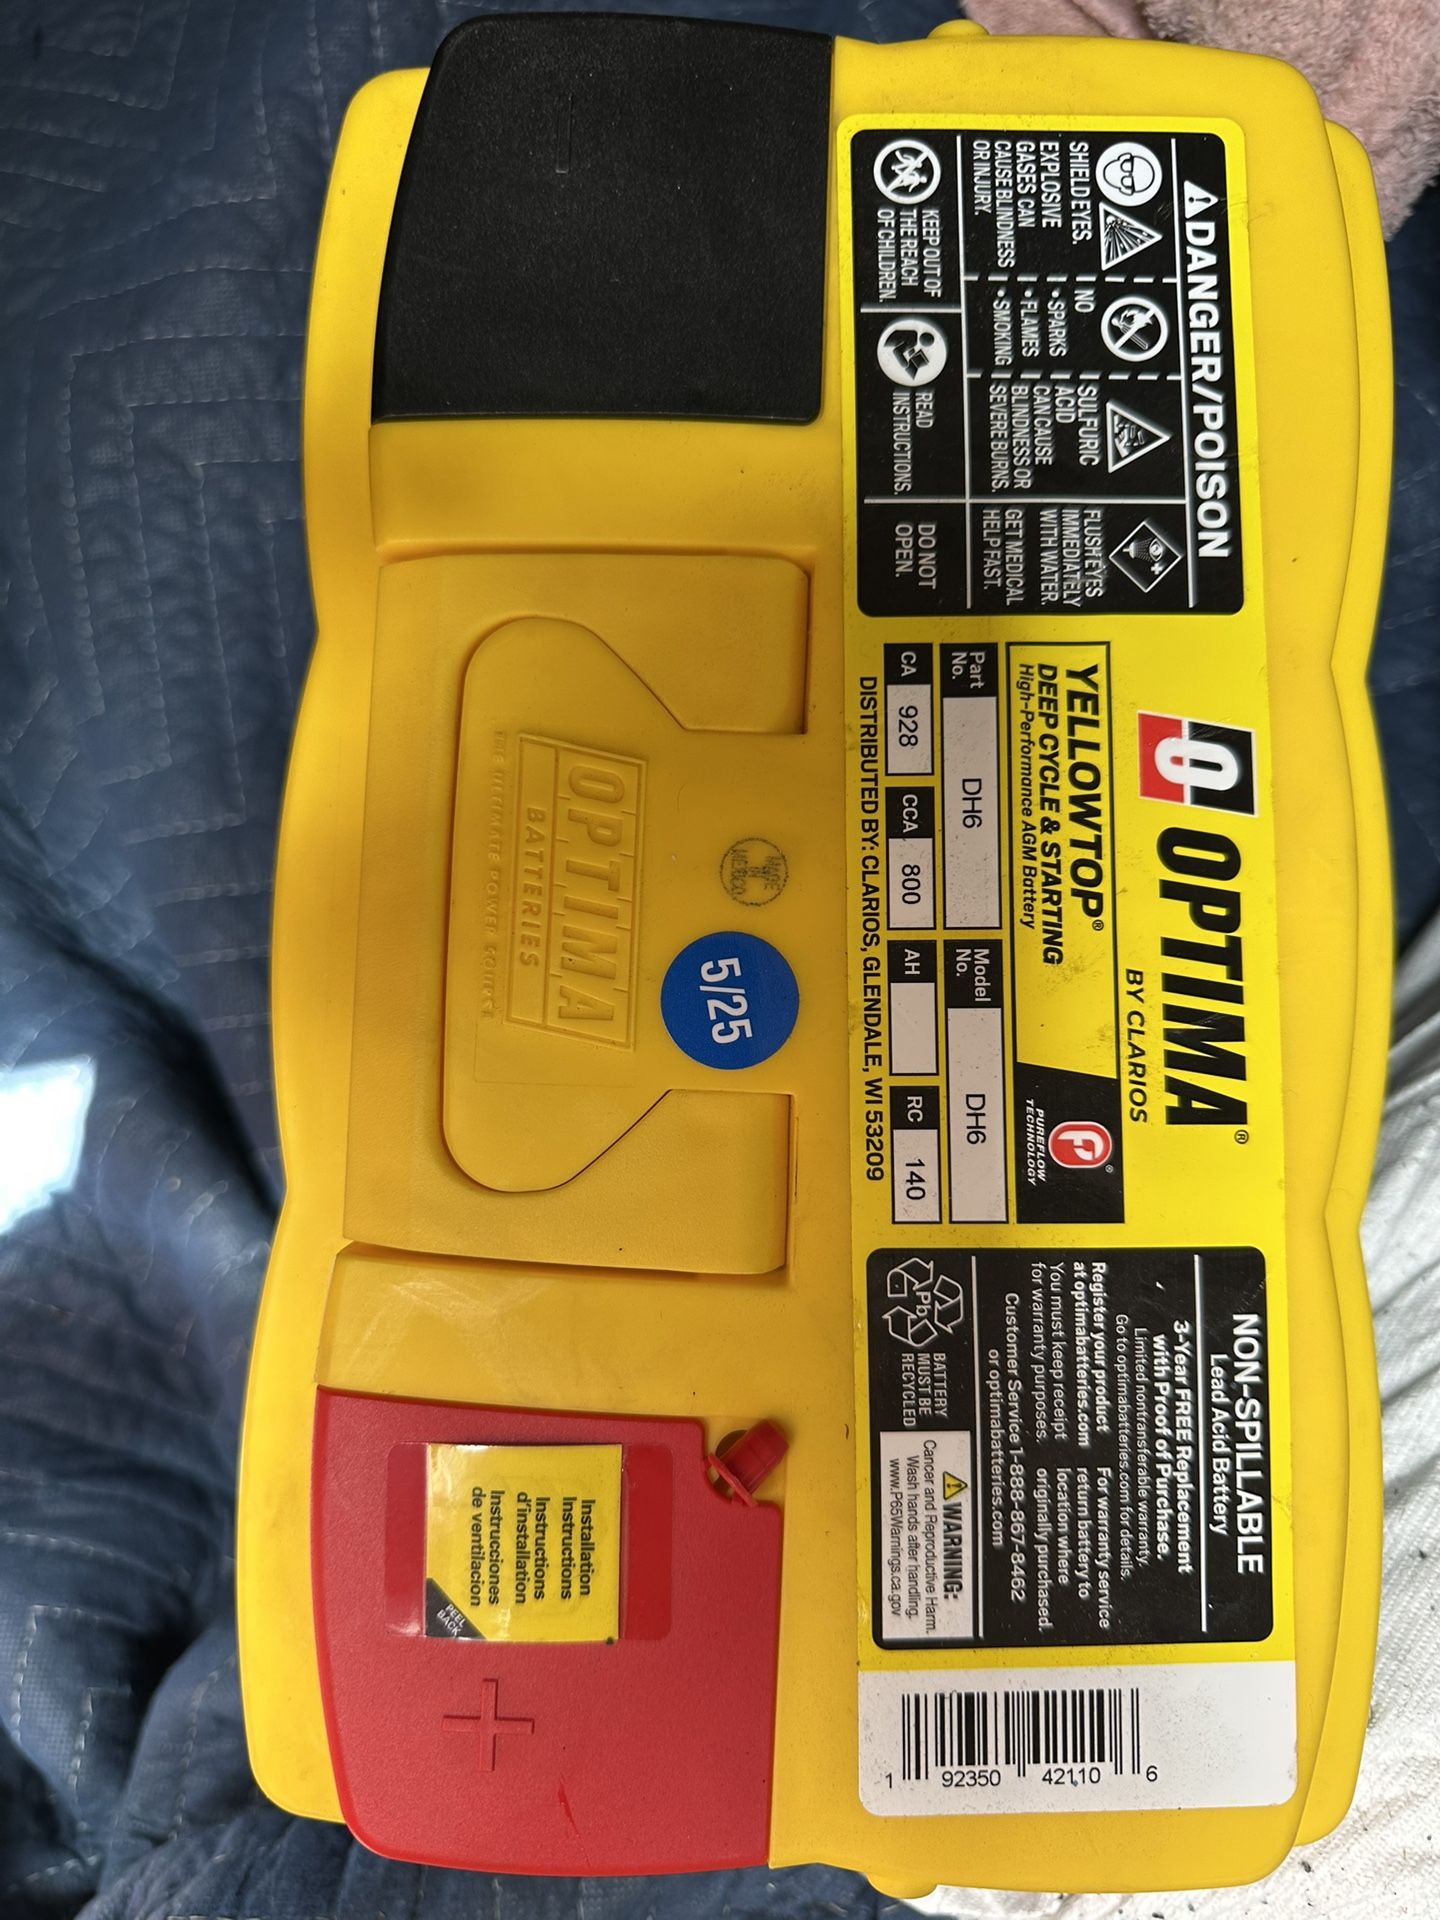 DANGER/POISON
SHIELD EYES.
EXPLOSIVE
GASES CAN
CAUSE BLINDNESS
OR INJURY.
NO
• SPARKS
• FLAMES
• SMOKING
SULFURIC
ACID
CAN CAUSE
BLINDNESS OR
SEVERE BURNS.
FLUSH EYES
IMMEDIATELY
WITH WATER.
GET MEDICAL
HELP FAST.
KEEP OUT OF
THE REACH
OF CHILDREN.
READ
INSTRUCTIONS.
DO NOT
OPEN.
OPTIMA®
BY CLARIOS
YELLOWTOP®
DEEP CYCLE & STARTING
High-Performance AGM Battery
PUREFLOW
TECHNOLOGY
Part No. DH6 Model No. DH6
CA 928 CCA 800 AH RC 140
DISTRIBUTED BY: CLARIOS, GLENDALE, WI 53209
NON-SPILLABLE
Lead Acid Battery
3-Year FREE Replacement
with Proof of Purchase.
Limited nontransferable warranty.
Go to optimabatteries.com for details.
Register your product
at optimabatteries.com
You must keep receipt
for warranty purposes.
For warranty service
return battery to
location where
originally purchased.
Customer Service 1-888-867-8462
or optimabatteries.com
Pb
BATTERY
MUST BE
RECYCLED
WARNING:
Cancer and Reproductive Harm.
Wash hands after handling.
www.P65Warnings.ca.gov
1 92350 42110 6
MADE
MEXICO
5/25
OPTIMA
BATTERIES
THE ULTIMATE POWER SOURCE
Installation
Instructions
Instructions
d'installation
Instrucciones
de ventilacion
PEEL
BACK